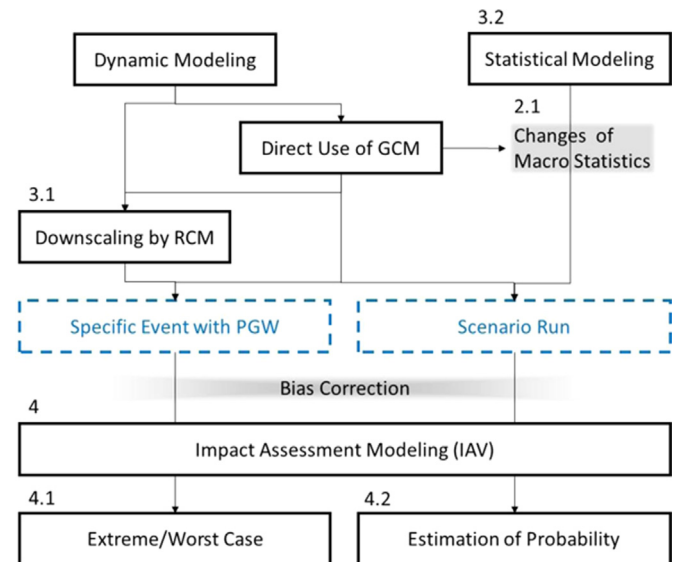 3.2
Dynamic Modeling
Statistical Modeling
2.1
Direct Use of GCM
Changes of
Macro Statistics
3.1
Downscaling by RCM
Specific Event with PGW
Scenario Run
Bias Correction
4
Impact Assessment Modeling (IAV)
4.1
4.2
Extreme/Worst Case
Estimation of Probability